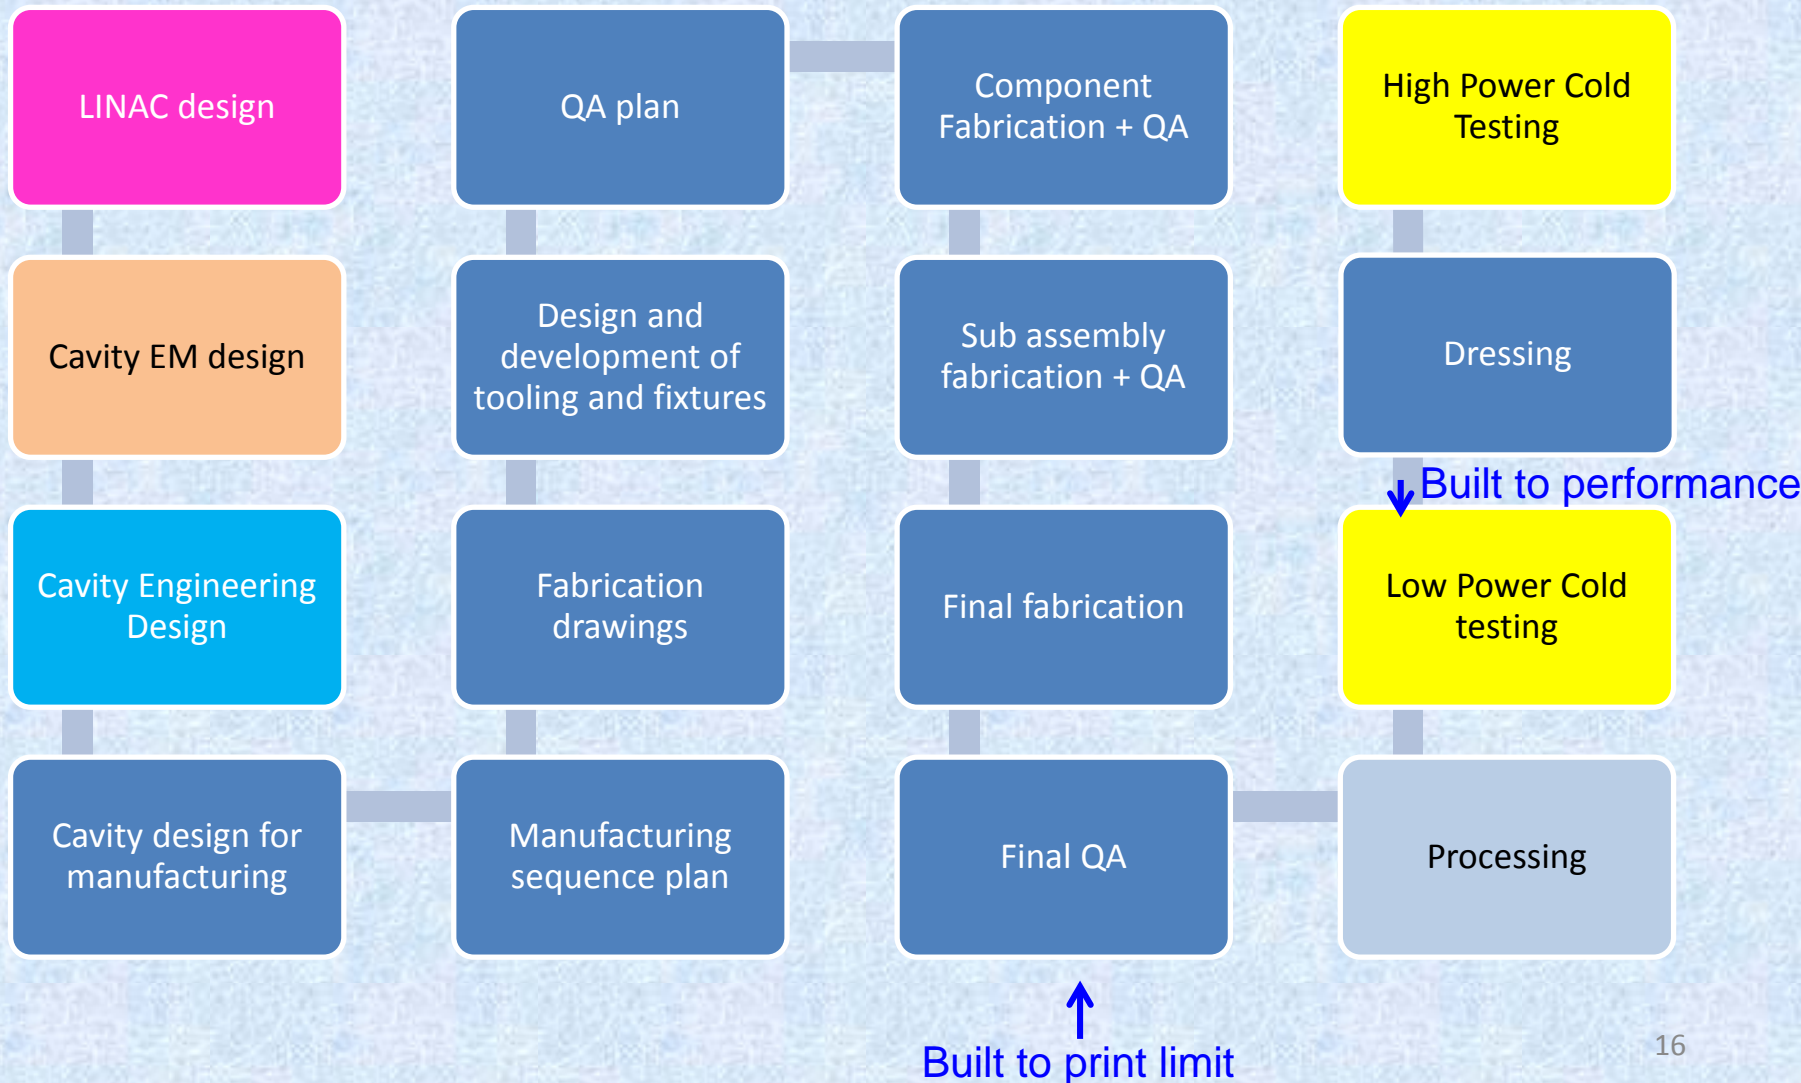 LINAC design
Cavity EM design
Cavity Engineering
Design
Cavity design for
manufacturing
Manufacturing
sequence plan
Fabrication
drawings
Design and
development of
tooling and fixtures
QA plan
Component
Fabrication + QA
Sub assembly
fabrication + QA
Final fabrication
Final QA
Built to print limit
Processing
Low Power Cold
testing
Built to performance
Dressing
High Power Cold
Testing
16